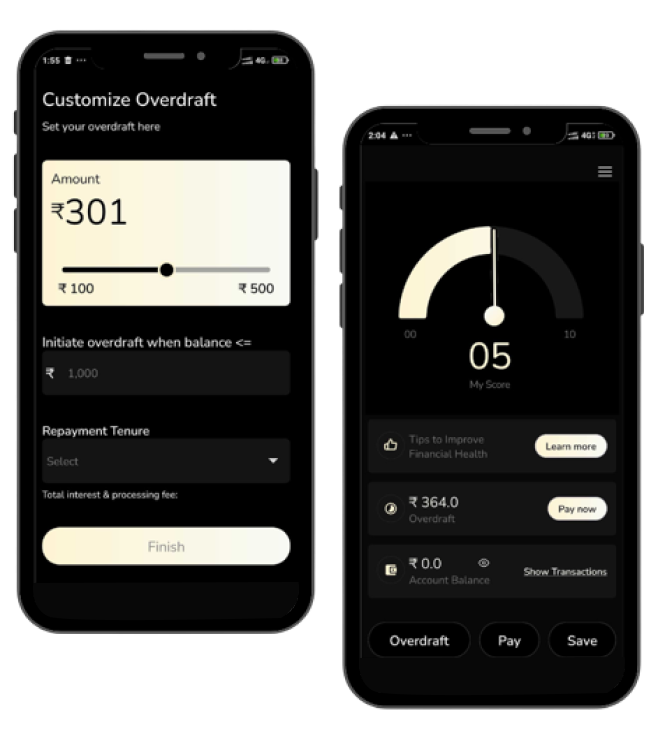 1:55 ... 4G
Customize Overdraft
Set your overdraft here
Amount
₹301
₹ 100 ₹ 500
Initiate overdraft when balance <=
₹ 1,000
Repayment Tenure
Select
Total interest & processing fee:
Finish
2:04 ... 4G
00 10
05
My Score
Tips to Improve
Financial Health
Learn more
₹ 364.0
Overdraft
Pay now
₹ 0.0
Account Balance
Show Transactions
Overdraft Pay Save